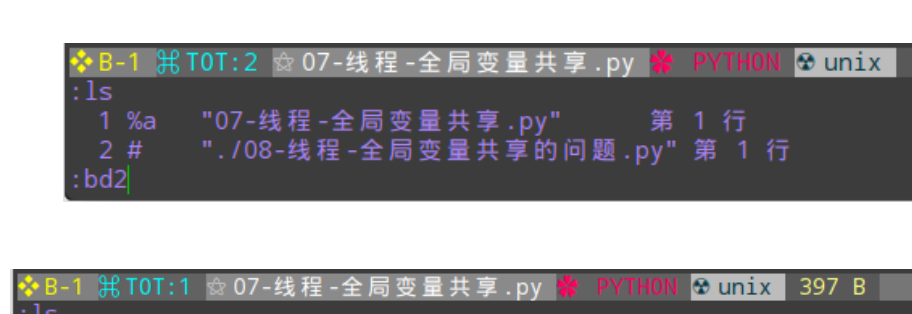 ❖ B-1 ⌘ TOT:2 ☆ 07-线程-全局变量共享.py ✽ PYTHON ☢ unix
:ls
1 %a "07-线程-全局变量共享.py" 第 1 行
2 # "./08-线程-全局变量共享的问题.py" 第 1 行
:bd2
❖ B-1 ⌘ TOT:1 ☆ 07-线程-全局变量共享.py ✽ PYTHON ☢ unix 397 B
:ls